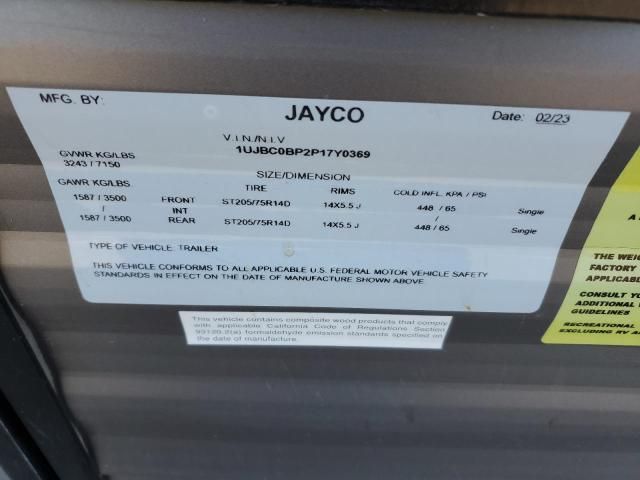 MFG. BY: JAYCO Date: 02/23
V.I.N./N.I.V
1UJBC0BP2P17Y0369
GVWR KG/LBS
3243 / 7150
SIZE/DIMENSION
GAWR KG/LBS TIRE RIMS COLD INFL. KPA / PSI
1587 / 3500 FRONT ST205/75R14D 14X5.5 J 448 / 65 Single
/ INT /
1587 / 3500 REAR ST205/75R14D 14X5.5 J 448 / 65 Single
TYPE OF VEHICLE: TRAILER
THIS VEHICLE CONFORMS TO ALL APPLICABLE U.S. FEDERAL MOTOR VEHICLE SAFETY
STANDARDS IN EFFECT ON THE DATE OF MANUFACTURE SHOWN ABOVE
This vehicle contains composite wood products that comply
with applicable California Code of Regulations Section
93120.2(a) formaldehyde emission standards specified on
the date of manufacture.
A
THE WEIG
FACTORY
APPLICABL
CONSULT YO
ADDITIONAL
GUIDELINES
RECREATIONAL
EXCLUDING RV A